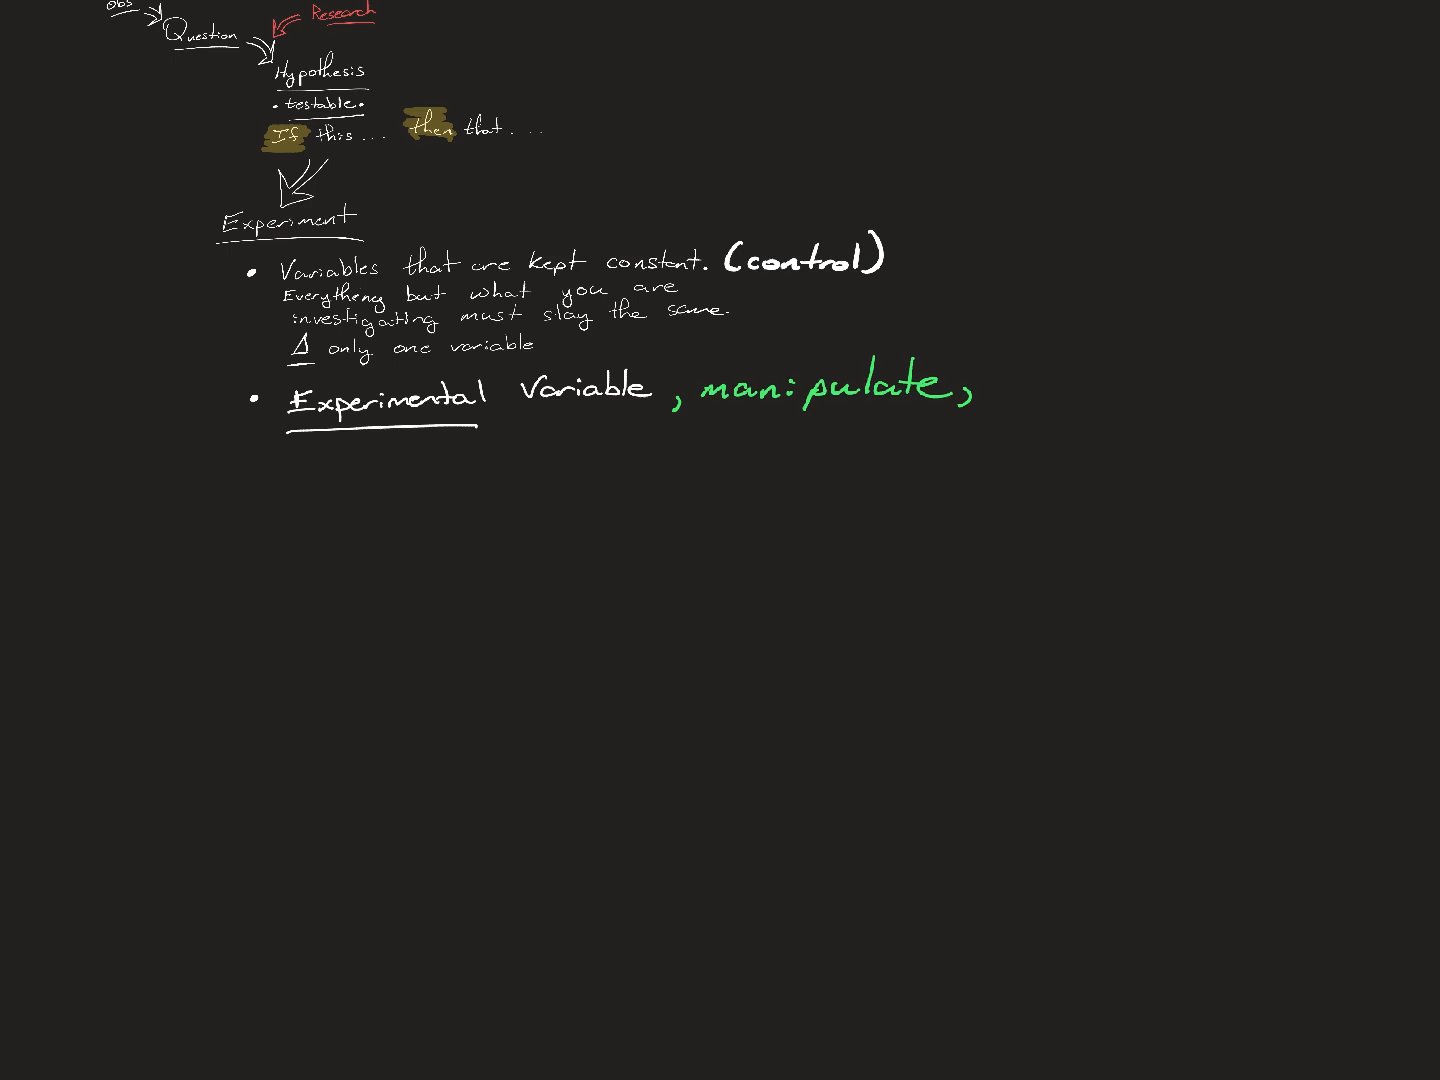 Obs
Research
Question
Hypothesis
• testable •
If this ... then that ....
Experiment
• Variables that are kept constant. (control)
Everything but what you are
investigating must stay the same.
Δ only one variable
• Experimental Variable, manipulate,